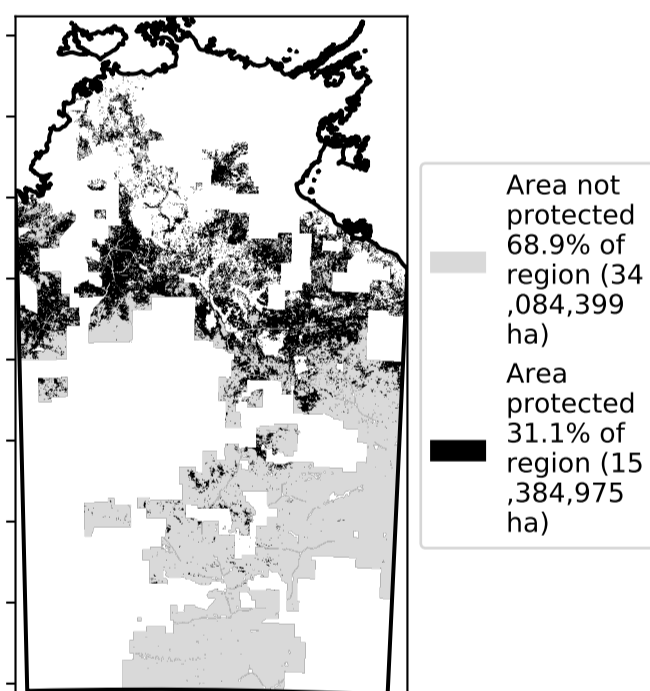 Area not
protected
68.9% of
region (34
,084,399
ha)
Area
protected
31.1% of
region (15
,384,975
ha)